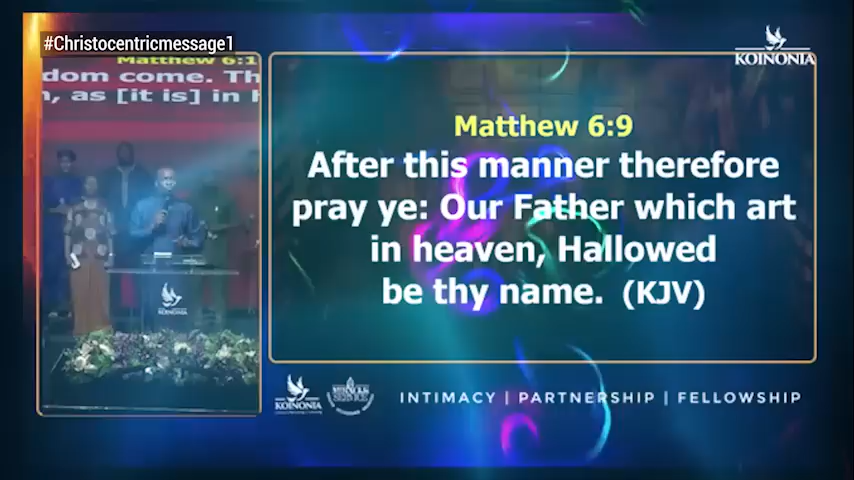 #Christocentricmessage1
KOINONIA
Matthew 6:1
dom come. Th
, as [it is] in
KOINONIA
Matthew 6:9
After this manner therefore
pray ye: Our Father which art
in heaven, Hallowed
be thy name. (KJV)
KOINONIA
INTIMACY | PARTNERSHIP | FELLOWSHIP